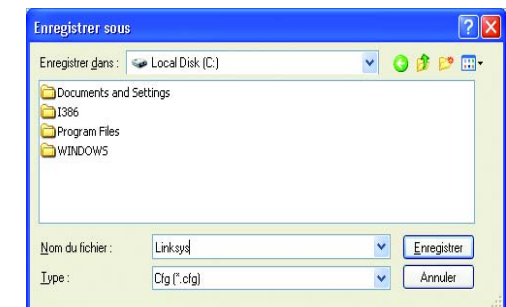 Enregistrer sous
Enregistrer dans : Local Disk (C:)
Documents and Settings
I386
Program Files
WINDOWS
Nom du fichier : Linksys Enregistrer
Type : Cfg (*.cfg) Annuler